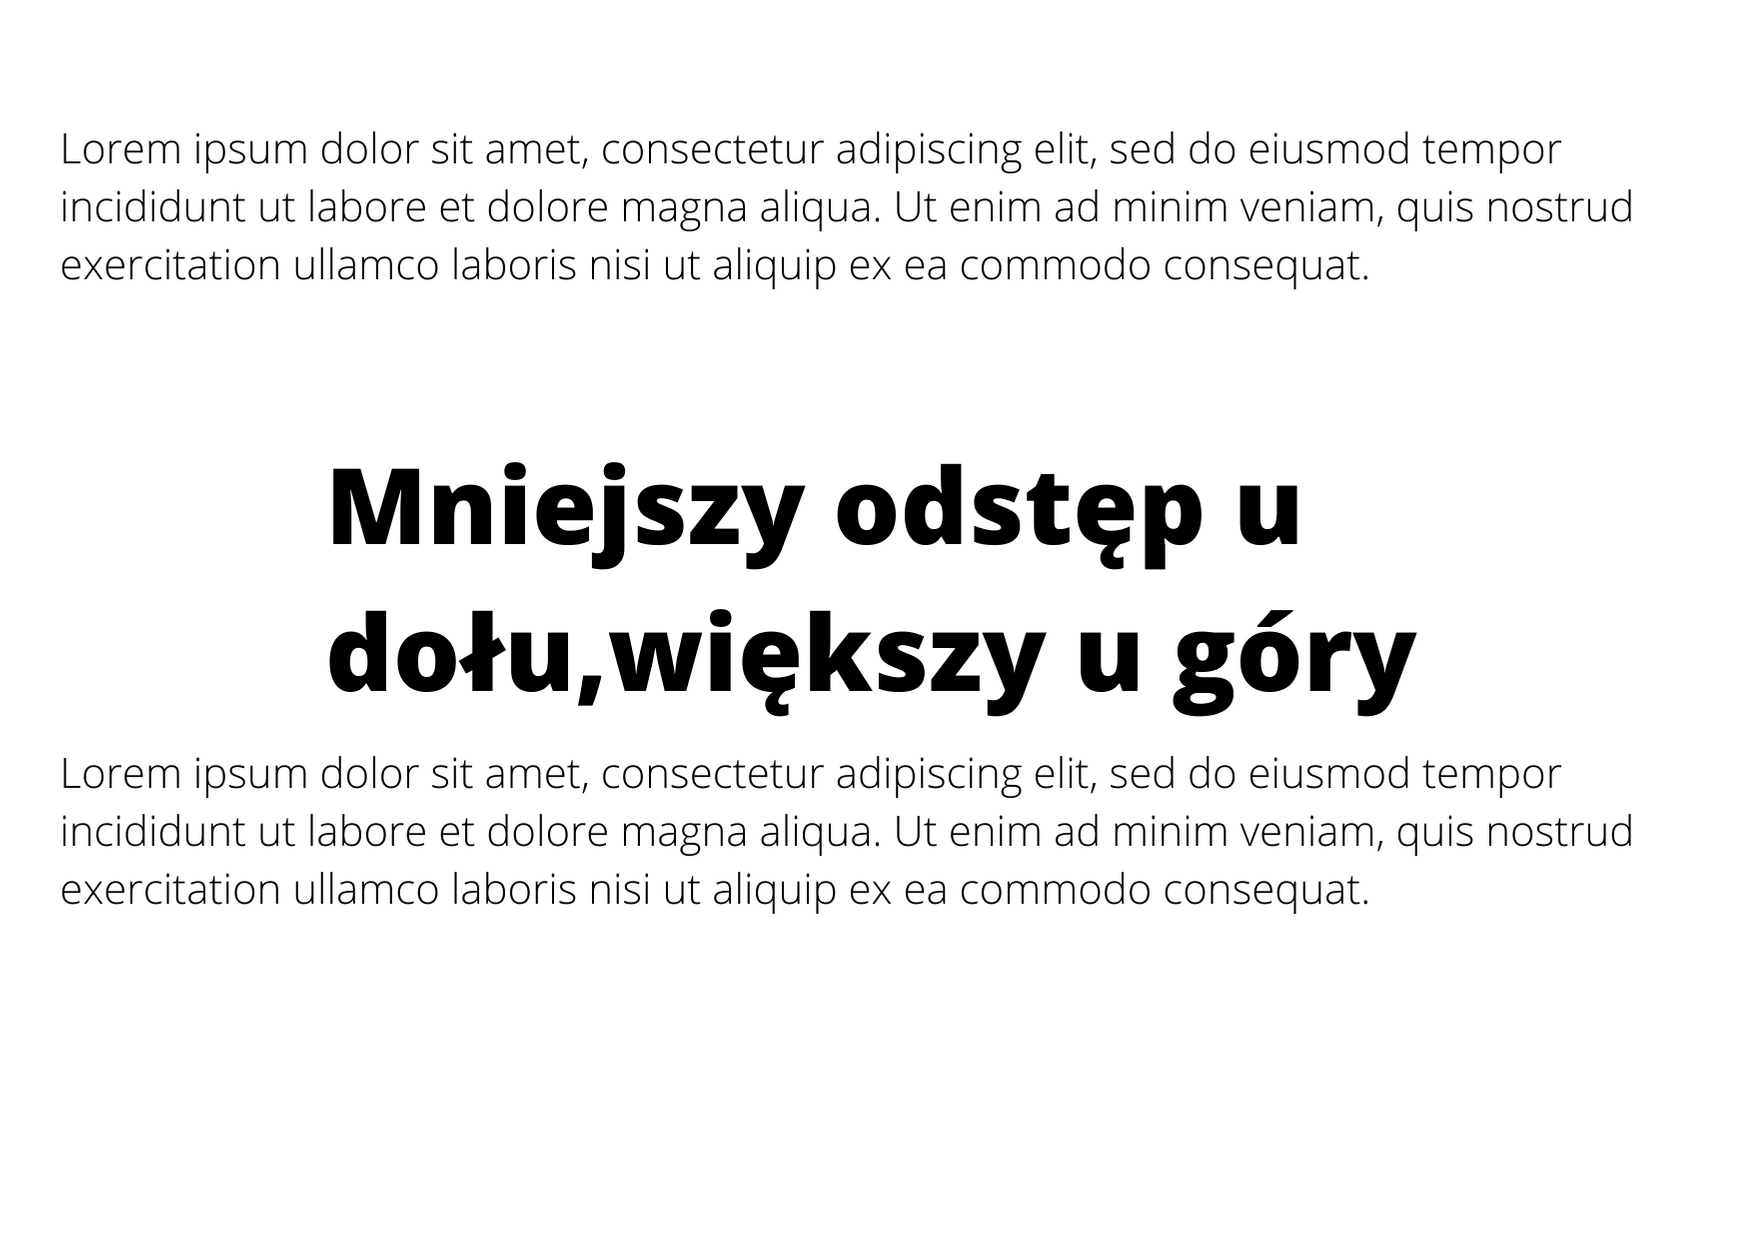 Lorem ipsum dolor sit amet, consectetur adipiscing elit, sed do eiusmod tempor
incididunt ut labore et dolore magna aliqua. Ut enim ad minim veniam, quis nostrud
exercitation ullamco laboris nisi ut aliquip ex ea commodo consequat.
Mniejszy odstęp u
dołu,większy u góry
Lorem ipsum dolor sit amet, consectetur adipiscing elit, sed do eiusmod tempor
incididunt ut labore et dolore magna aliqua. Ut enim ad minim veniam, quis nostrud
exercitation ullamco laboris nisi ut aliquip ex ea commodo consequat.